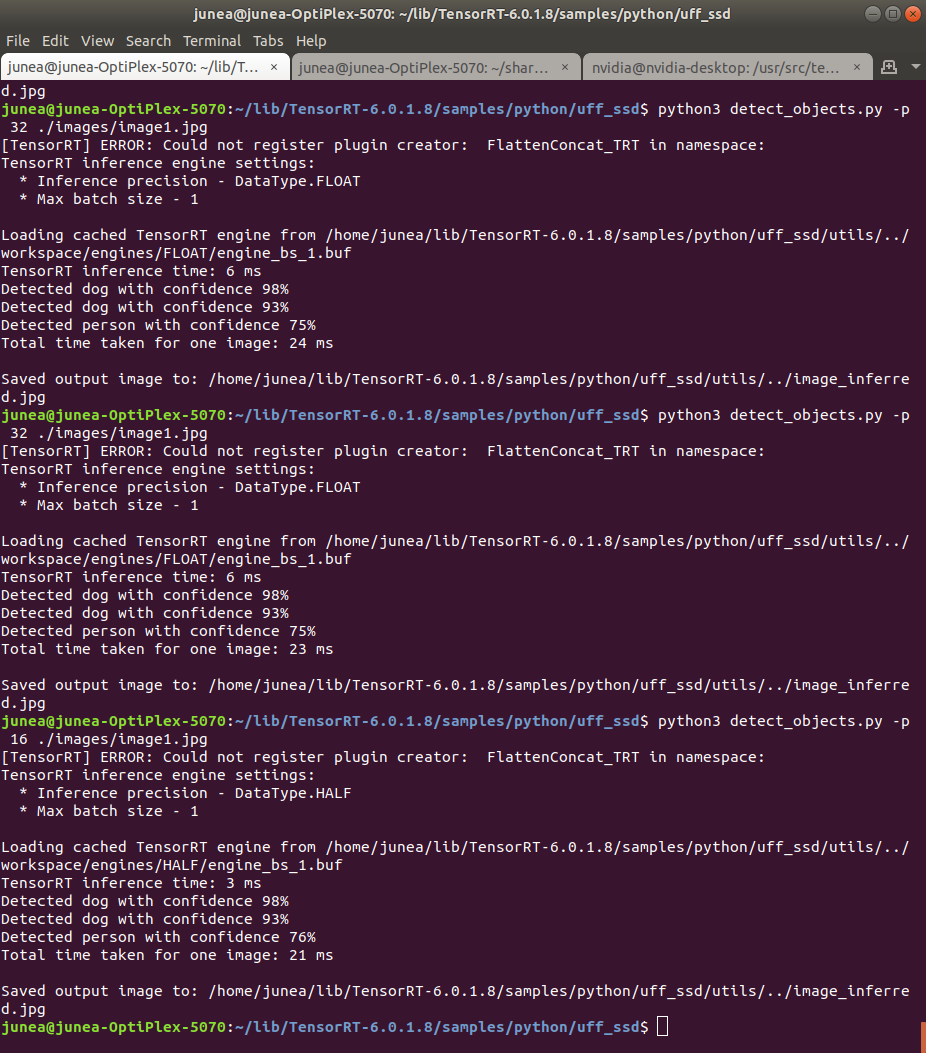 junea@junea-OptiPlex-5070: ~/lib/TensorRT-6.0.1.8/samples/python/uff_ssd
File Edit View Search Terminal Tabs Help
junea@junea-OptiPlex-5070: ~/lib/T... × junea@junea-OptiPlex-5070: ~/shar... × nvidia@nvidia-desktop: /usr/src/te... ×
d.jpg
junea@junea-OptiPlex-5070:~/lib/TensorRT-6.0.1.8/samples/python/uff_ssd$ python3 detect_objects.py -p
 32 ./images/image1.jpg
[TensorRT] ERROR: Could not register plugin creator:  FlattenConcat_TRT in namespace:
TensorRT inference engine settings:
  * Inference precision - DataType.FLOAT
  * Max batch size - 1

Loading cached TensorRT engine from /home/junea/lib/TensorRT-6.0.1.8/samples/python/uff_ssd/utils/../
workspace/engines/FLOAT/engine_bs_1.buf
TensorRT inference time: 6 ms
Detected dog with confidence 98%
Detected dog with confidence 93%
Detected person with confidence 75%
Total time taken for one image: 24 ms

Saved output image to: /home/junea/lib/TensorRT-6.0.1.8/samples/python/uff_ssd/utils/../image_inferre
d.jpg
junea@junea-OptiPlex-5070:~/lib/TensorRT-6.0.1.8/samples/python/uff_ssd$ python3 detect_objects.py -p
 32 ./images/image1.jpg
[TensorRT] ERROR: Could not register plugin creator:  FlattenConcat_TRT in namespace:
TensorRT inference engine settings:
  * Inference precision - DataType.FLOAT
  * Max batch size - 1

Loading cached TensorRT engine from /home/junea/lib/TensorRT-6.0.1.8/samples/python/uff_ssd/utils/../
workspace/engines/FLOAT/engine_bs_1.buf
TensorRT inference time: 6 ms
Detected dog with confidence 98%
Detected dog with confidence 93%
Detected person with confidence 75%
Total time taken for one image: 23 ms

Saved output image to: /home/junea/lib/TensorRT-6.0.1.8/samples/python/uff_ssd/utils/../image_inferre
d.jpg
junea@junea-OptiPlex-5070:~/lib/TensorRT-6.0.1.8/samples/python/uff_ssd$ python3 detect_objects.py -p
 16 ./images/image1.jpg
[TensorRT] ERROR: Could not register plugin creator:  FlattenConcat_TRT in namespace:
TensorRT inference engine settings:
  * Inference precision - DataType.HALF
  * Max batch size - 1

Loading cached TensorRT engine from /home/junea/lib/TensorRT-6.0.1.8/samples/python/uff_ssd/utils/../
workspace/engines/HALF/engine_bs_1.buf
TensorRT inference time: 3 ms
Detected dog with confidence 98%
Detected dog with confidence 93%
Detected person with confidence 76%
Total time taken for one image: 21 ms

Saved output image to: /home/junea/lib/TensorRT-6.0.1.8/samples/python/uff_ssd/utils/../image_inferre
d.jpg
junea@junea-OptiPlex-5070:~/lib/TensorRT-6.0.1.8/samples/python/uff_ssd$